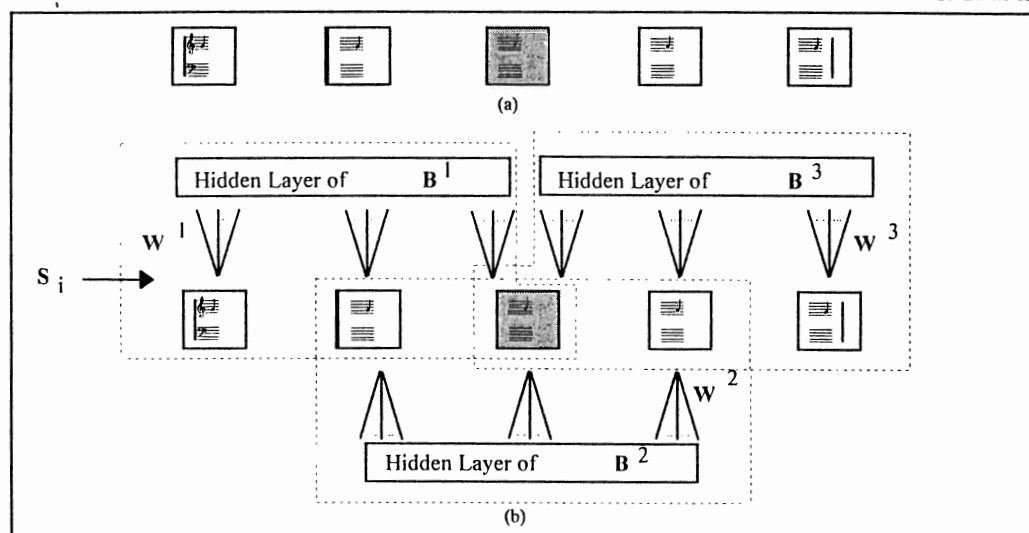 (a)
Hidden Layer of B 1
Hidden Layer of B 3
W 1
W 3
S i
W 2
Hidden Layer of B 2
(b)